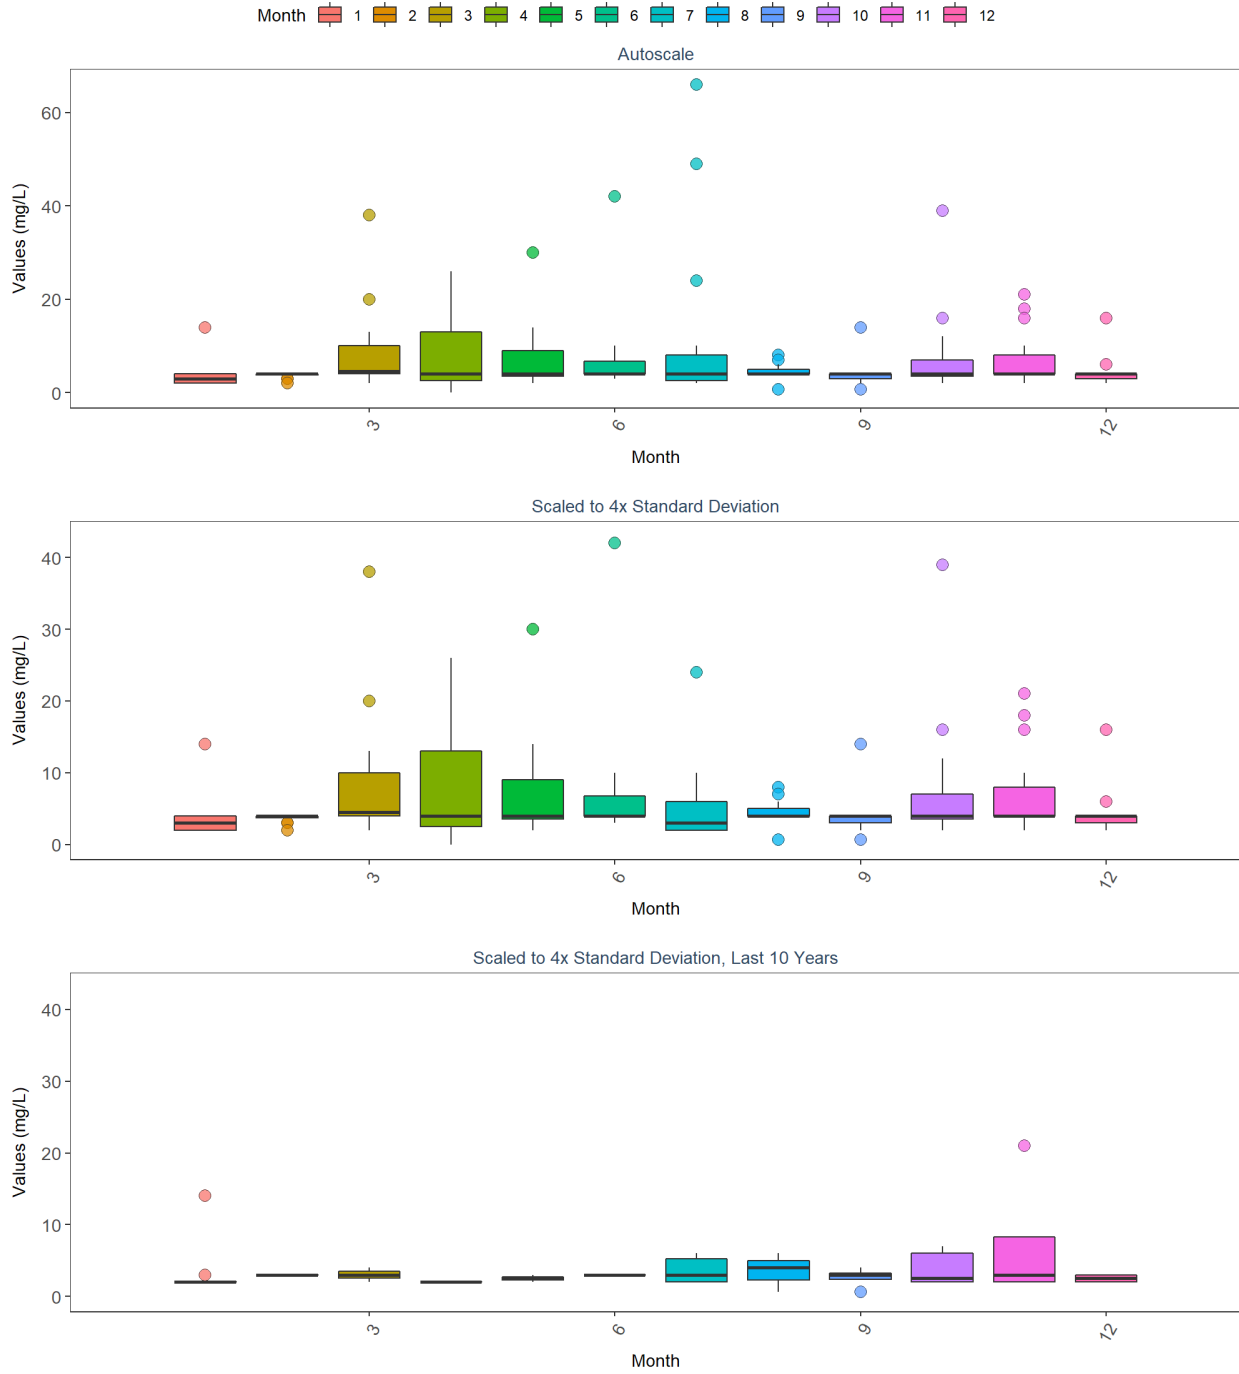 Month 1 2 3 4 5 6 7 8 9 10 11 12
Autoscale
Values (mg/L)
60
40
20
0
3 6 9 12
Month
Scaled to 4x Standard Deviation
Values (mg/L)
40
30
20
10
0
3 6 9 12
Month
Scaled to 4x Standard Deviation, Last 10 Years
Values (mg/L)
40
30
20
10
0
3 6 9 12
Month